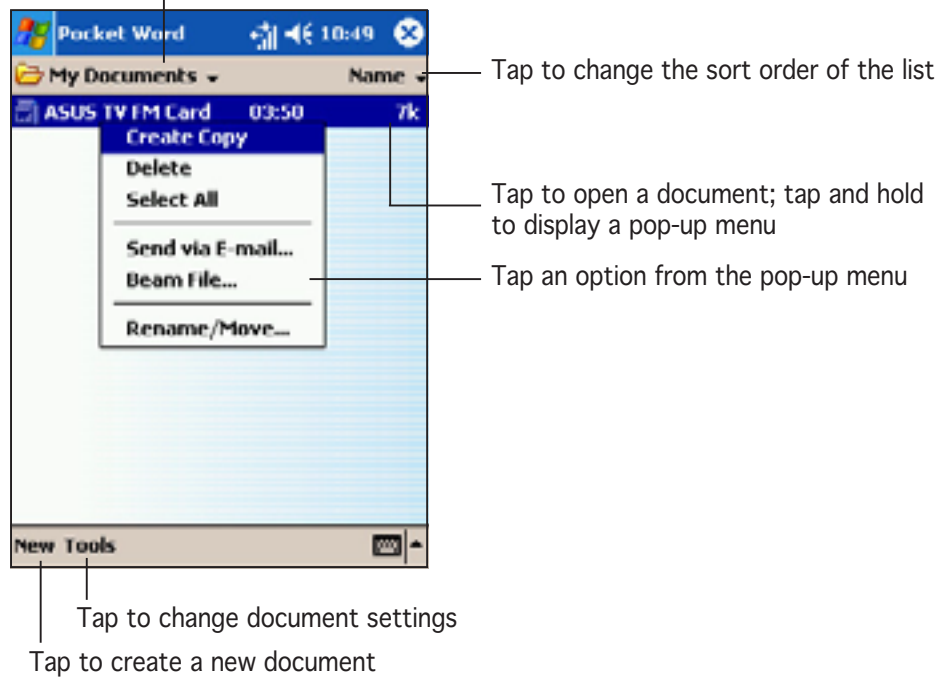 Pocket Word 10:49
My Documents Name
Tap to change the sort order of the list
ASUS TV FM Card 03:50 7k
Create Copy
Delete
Select All
Tap to open a document; tap and hold
to display a pop-up menu
Send via E-mail...
Beam File...
Tap an option from the pop-up menu
Rename/Move...
New Tools
Tap to change document settings
Tap to create a new document